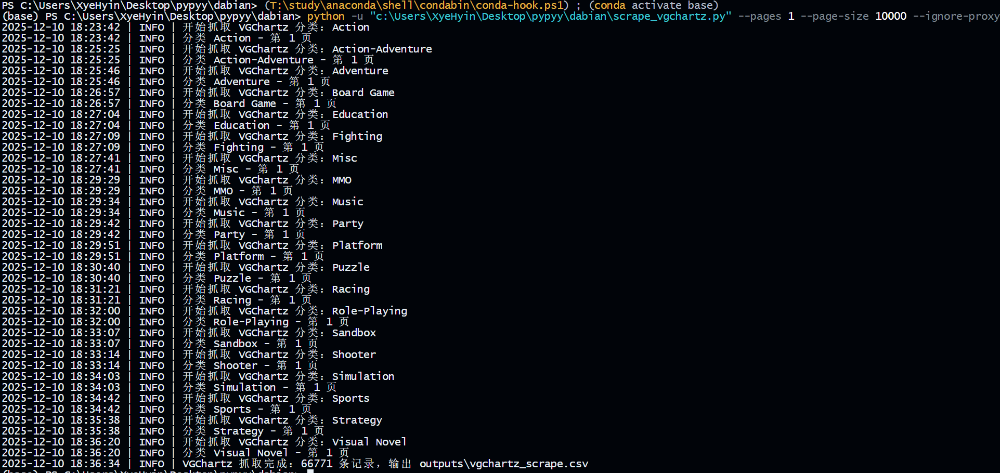 PS C:\Users\XyeHyin\Desktop\pypyy\dabian> (T:\study\anaconda\shell\condabin\conda-hook.ps1) ; (conda activate base)
(base) PS C:\Users\XyeHyin\Desktop\pypyy\dabian> python -u "c:\Users\XyeHyin\Desktop\pypyy\dabian\scrape_vgchartz.py" --pages 1 --page-size 10000 --ignore-proxy
2025-12-10 18:23:42 | INFO | 开始抓取 VGChartz 分类：Action
2025-12-10 18:23:42 | INFO | 分类 Action - 第 1 页
2025-12-10 18:25:25 | INFO | 开始抓取 VGChartz 分类：Action-Adventure
2025-12-10 18:25:25 | INFO | 分类 Action-Adventure - 第 1 页
2025-12-10 18:25:46 | INFO | 开始抓取 VGChartz 分类：Adventure
2025-12-10 18:25:46 | INFO | 分类 Adventure - 第 1 页
2025-12-10 18:26:57 | INFO | 开始抓取 VGChartz 分类：Board Game
2025-12-10 18:26:57 | INFO | 分类 Board Game - 第 1 页
2025-12-10 18:27:04 | INFO | 开始抓取 VGChartz 分类：Education
2025-12-10 18:27:04 | INFO | 分类 Education - 第 1 页
2025-12-10 18:27:09 | INFO | 开始抓取 VGChartz 分类：Fighting
2025-12-10 18:27:09 | INFO | 分类 Fighting - 第 1 页
2025-12-10 18:27:41 | INFO | 开始抓取 VGChartz 分类：Misc
2025-12-10 18:27:41 | INFO | 分类 Misc - 第 1 页
2025-12-10 18:29:29 | INFO | 开始抓取 VGChartz 分类：MMO
2025-12-10 18:29:29 | INFO | 分类 MMO - 第 1 页
2025-12-10 18:29:34 | INFO | 开始抓取 VGChartz 分类：Music
2025-12-10 18:29:34 | INFO | 分类 Music - 第 1 页
2025-12-10 18:29:42 | INFO | 开始抓取 VGChartz 分类：Party
2025-12-10 18:29:42 | INFO | 分类 Party - 第 1 页
2025-12-10 18:29:51 | INFO | 开始抓取 VGChartz 分类：Platform
2025-12-10 18:29:51 | INFO | 分类 Platform - 第 1 页
2025-12-10 18:30:40 | INFO | 开始抓取 VGChartz 分类：Puzzle
2025-12-10 18:30:40 | INFO | 分类 Puzzle - 第 1 页
2025-12-10 18:31:21 | INFO | 开始抓取 VGChartz 分类：Racing
2025-12-10 18:31:21 | INFO | 分类 Racing - 第 1 页
2025-12-10 18:32:00 | INFO | 开始抓取 VGChartz 分类：Role-Playing
2025-12-10 18:32:00 | INFO | 分类 Role-Playing - 第 1 页
2025-12-10 18:33:07 | INFO | 开始抓取 VGChartz 分类：Sandbox
2025-12-10 18:33:07 | INFO | 分类 Sandbox - 第 1 页
2025-12-10 18:33:14 | INFO | 开始抓取 VGChartz 分类：Shooter
2025-12-10 18:33:14 | INFO | 分类 Shooter - 第 1 页
2025-12-10 18:34:03 | INFO | 开始抓取 VGChartz 分类：Simulation
2025-12-10 18:34:03 | INFO | 分类 Simulation - 第 1 页
2025-12-10 18:34:42 | INFO | 开始抓取 VGChartz 分类：Sports
2025-12-10 18:34:42 | INFO | 分类 Sports - 第 1 页
2025-12-10 18:35:38 | INFO | 开始抓取 VGChartz 分类：Strategy
2025-12-10 18:35:38 | INFO | 分类 Strategy - 第 1 页
2025-12-10 18:36:20 | INFO | 开始抓取 VGChartz 分类：Visual Novel
2025-12-10 18:36:20 | INFO | 分类 Visual Novel - 第 1 页
2025-12-10 18:36:34 | INFO | VGChartz 抓取完成：66771 条记录，输出 outputs\vgchartz_scrape.csv
(base) PS C:\Users\XyeHyin\Desktop\pypyy\dabian>